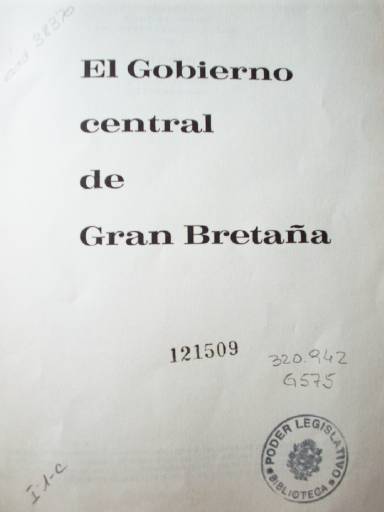 El Gobierno
central
de
Gran Bretaña
121509
320.942
G575
PODER LEGISLATIVO
BIBLIOTECA
I-1-C